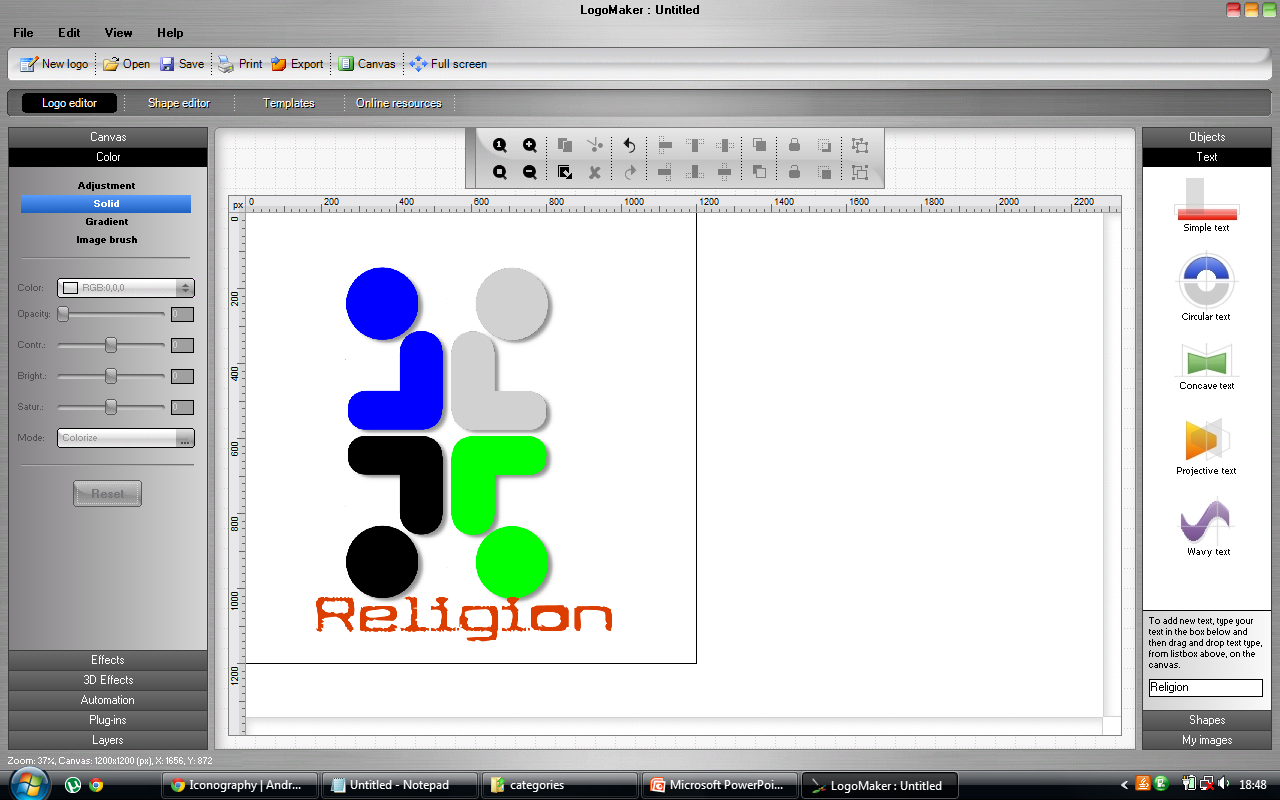 LogoMaker : Untitled
File Edit View Help
New logo Open Save Print Export Canvas Full screen
Logo editor Shape editor Templates Online resources
Canvas
Color
Adjustment
Solid
Gradient
Image brush
Color: RGB:0,0,0
Opacity: 0
Contr.: 0
Bright.: 0
Satur.: 0
Mode: Colorize ...
Reset
Effects
3D Effects
Automation
Plug-ins
Layers
px 0 200 400 600 800 1000 1200 1400 1600 1800 2000 2200
0
200
400
600
800
1000
1200
Religion
Objects
Text
Simple text
Circular text
Concave text
Projective text
Wavy text
To add new text, type your
text in the box below and
then drag and drop text type,
from listbox above, on the
canvas.
Religion
Shapes
My images
Zoom: 37%, Canvas: 1200x1200 (px), X: 1656, Y: 872
Iconography | Andr... Untitled - Notepad categories Microsoft PowerPoi... LogoMaker : Untitled 18:48